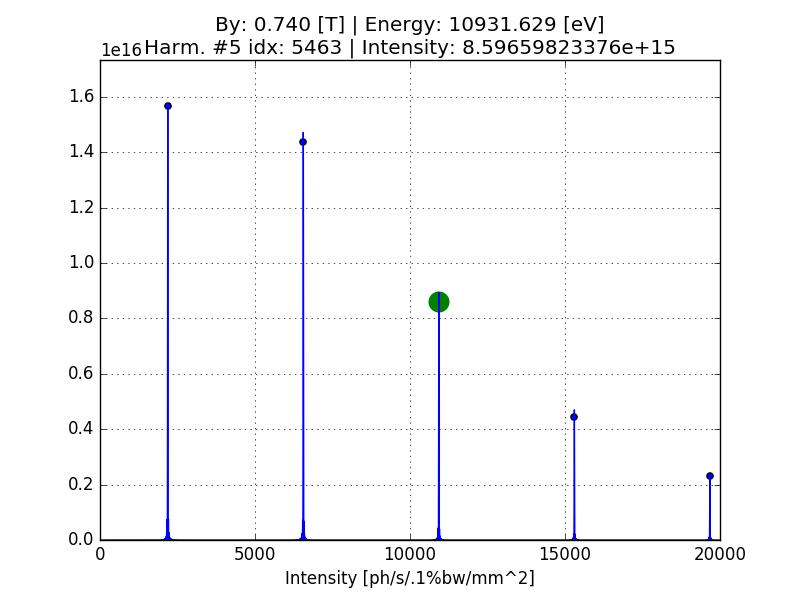 By: 0.740 [T] | Energy: 10931.629 [eV]
1e16 Harm. #5 idx: 5463 | Intensity: 8.59659823376e+15
1.6
1.4
1.2
1.0
0.8
0.6
0.4
0.2
0.0
0 5000 10000 15000 20000
Intensity [ph/s/.1%bw/mm^2]